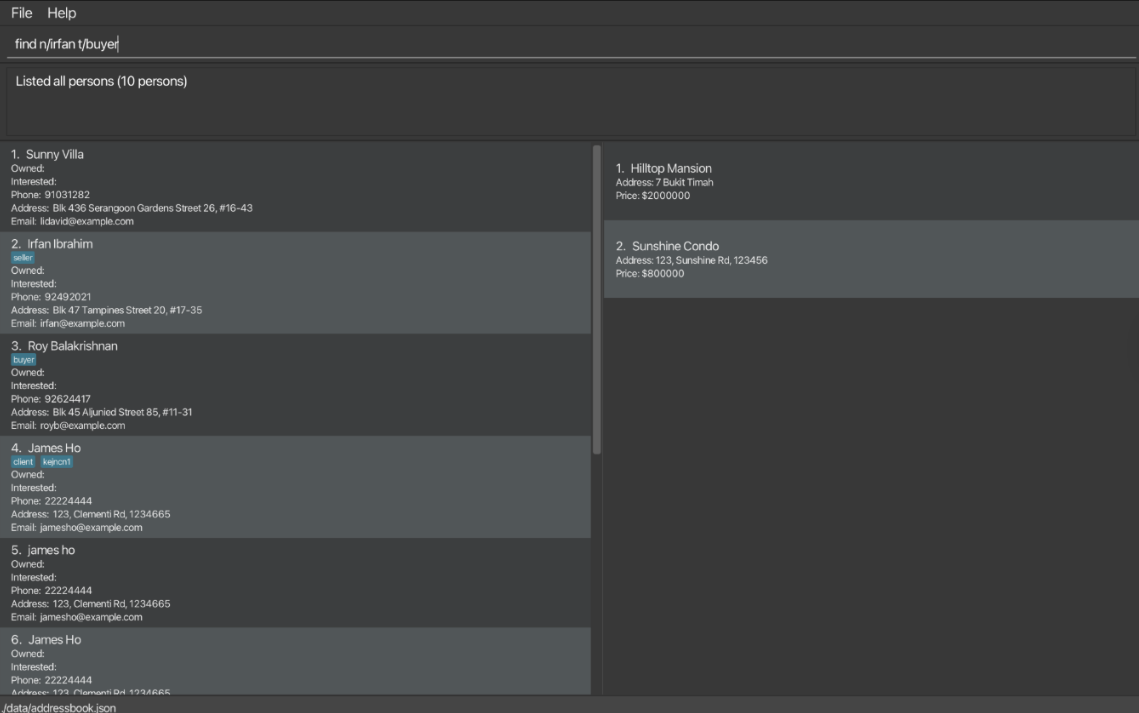 File Help
find n/irfan t/buyer
Listed all persons (10 persons)
1. Sunny Villa
Owned:
Interested:
Phone: 91031282
Address: Blk 436 Serangoon Gardens Street 26, #16-43
Email: lidavid@example.com
2. Irfan Ibrahim
seller
Owned:
Interested:
Phone: 92492021
Address: Blk 47 Tampines Street 20, #17-35
Email: irfan@example.com
3. Roy Balakrishnan
buyer
Owned:
Interested:
Phone: 92624417
Address: Blk 45 Aljunied Street 85, #11-31
Email: royb@example.com
4. James Ho
client kejncn1
Owned:
Interested:
Phone: 22224444
Address: 123, Clementi Rd, 1234665
Email: jamesho@example.com
5. james ho
Owned:
Interested:
Phone: 22224444
Address: 123, Clementi Rd, 1234665
Email: jamesho@example.com
6. James Ho
Owned:
Interested:
Phone: 22224444
Address: 123, Clementi Rd, 1234665
1. Hilltop Mansion
Address: 7 Bukit Timah
Price: $2000000
2. Sunshine Condo
Address: 123, Sunshine Rd, 123456
Price: $800000
./data/addressbook.json